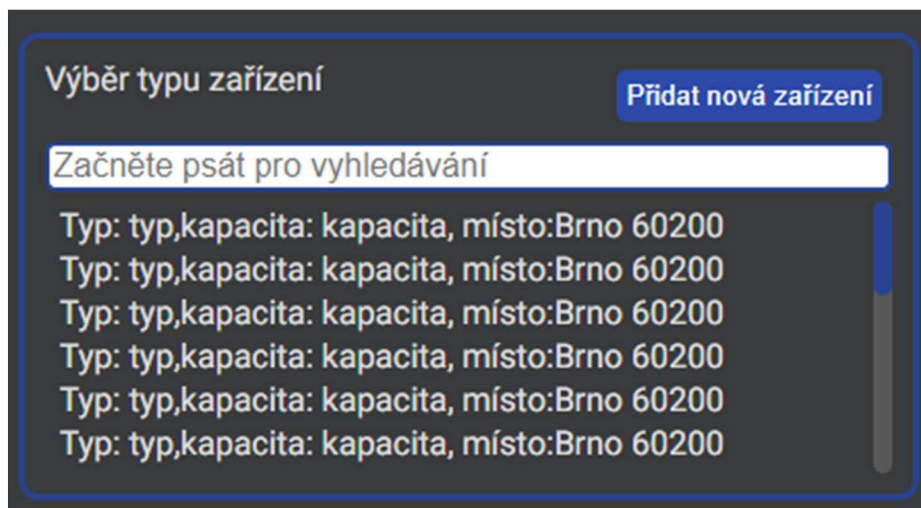 Výběr typu zařízení
Přidat nová zařízení
Začněte psát pro vyhledávání
Typ: typ,kapacita: kapacita, místo:Brno 60200
Typ: typ,kapacita: kapacita, místo:Brno 60200
Typ: typ,kapacita: kapacita, místo:Brno 60200
Typ: typ,kapacita: kapacita, místo:Brno 60200
Typ: typ,kapacita: kapacita, místo:Brno 60200
Typ: typ,kapacita: kapacita, místo:Brno 60200